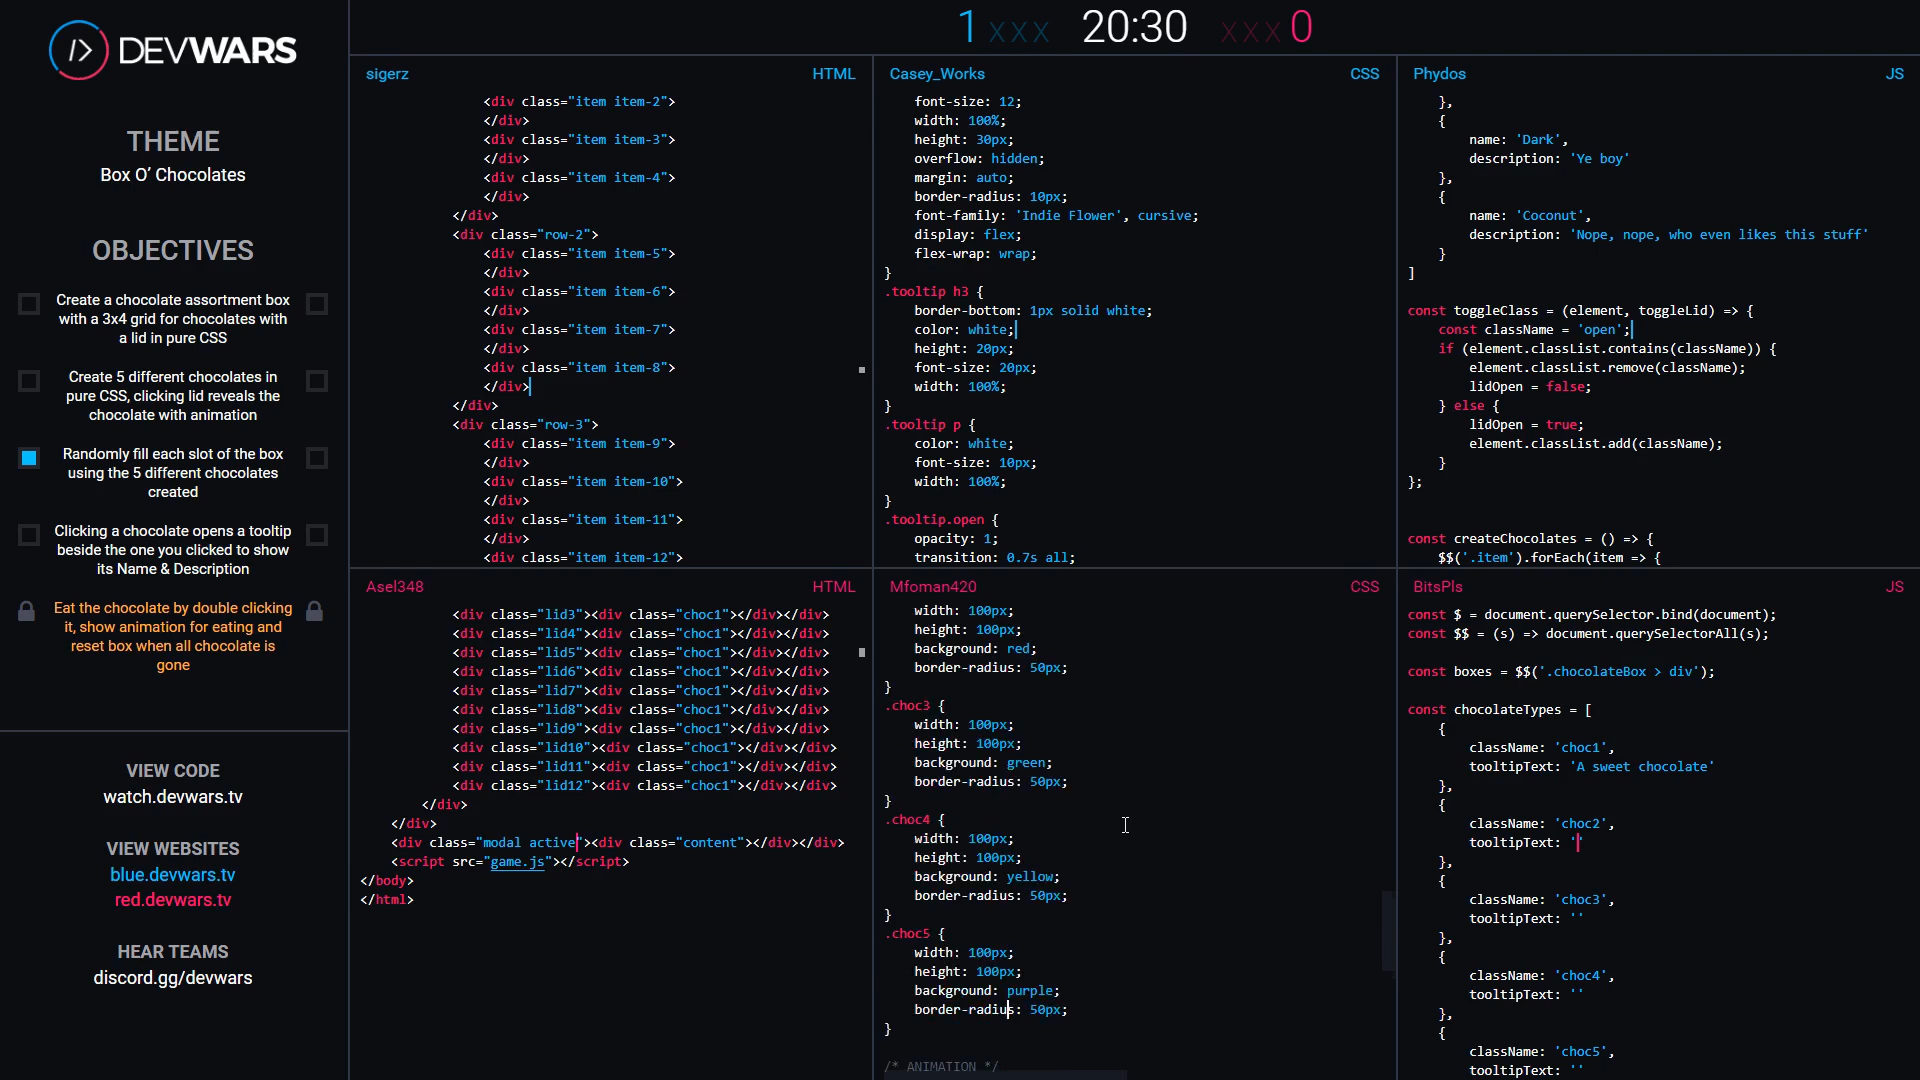 DEVWARS
THEME
Box O’ Chocolates
OBJECTIVES
Create a chocolate assortment box
with a 3x4 grid for chocolates with
a lid in pure CSS
Create 5 different chocolates in
pure CSS, clicking lid reveals the
chocolate with animation
Randomly fill each slot of the box
using the 5 different chocolates
created
Clicking a chocolate opens a tooltip
beside the one you clicked to show
its Name & Description
Eat the chocolate by double clicking
it, show animation for eating and
reset box when all chocolate is
gone
VIEW CODE
watch.devwars.tv
VIEW WEBSITES
blue.devwars.tv
red.devwars.tv
HEAR TEAMS
discord.gg/devwars
1 xxx 20:30 xxx 0
sigerz HTML
<div class="item item-2">
</div>
<div class="item item-3">
</div>
<div class="item item-4">
</div>
</div>
<div class="row-2">
<div class="item item-5">
</div>
<div class="item item-6">
</div>
<div class="item item-7">
</div>
<div class="item item-8">
</div>
</div>
<div class="row-3">
<div class="item item-9">
</div>
<div class="item item-10">
</div>
<div class="item item-11">
</div>
<div class="item item-12">
Casey_Works CSS
font-size: 12;
width: 100%;
height: 30px;
overflow: hidden;
margin: auto;
border-radius: 10px;
font-family: 'Indie Flower', cursive;
display: flex;
flex-wrap: wrap;
}
.tooltip h3 {
border-bottom: 1px solid white;
color: white;
height: 20px;
font-size: 20px;
width: 100%;
}
.tooltip p {
color: white;
font-size: 10px;
width: 100%;
}
.tooltip.open {
opacity: 1;
transition: 0.7s all;
Phydos JS
},
{
name: 'Dark',
description: 'Ye boy'
},
{
name: 'Coconut',
description: 'Nope, nope, who even likes this stuff'
}
]
const toggleClass = (element, toggleLid) => {
const className = 'open';
if (element.classList.contains(className)) {
element.classList.remove(className);
lidOpen = false;
} else {
lidOpen = true;
element.classList.add(className);
}
};
const createChocolates = () => {
$$('.item').forEach(item => {
Asel348 HTML
<div class="lid3"><div class="choc1"></div></div>
<div class="lid4"><div class="choc1"></div></div>
<div class="lid5"><div class="choc1"></div></div>
<div class="lid6"><div class="choc1"></div></div>
<div class="lid7"><div class="choc1"></div></div>
<div class="lid8"><div class="choc1"></div></div>
<div class="lid9"><div class="choc1"></div></div>
<div class="lid10"><div class="choc1"></div></div>
<div class="lid11"><div class="choc1"></div></div>
<div class="lid12"><div class="choc1"></div></div>
</div>
</div>
<div class="modal active"><div class="content"></div></div>
<script src="game.js"></script>
</body>
</html>
Mfoman420 CSS
width: 100px;
height: 100px;
background: red;
border-radius: 50px;
}
.choc3 {
width: 100px;
height: 100px;
background: green;
border-radius: 50px;
}
.choc4 {
width: 100px;
height: 100px;
background: yellow;
border-radius: 50px;
}
.choc5 {
width: 100px;
height: 100px;
background: purple;
border-radius: 50px;
}
/* ANIMATION */
BitsPls JS
const $ = document.querySelector.bind(document);
const $$ = (s) => document.querySelectorAll(s);
const boxes = $$('.chocolateBox > div');
const chocolateTypes = [
{
className: 'choc1',
tooltipText: 'A sweet chocolate'
},
{
className: 'choc2',
tooltipText: ''
},
{
className: 'choc3',
tooltipText: ''
},
{
className: 'choc4',
tooltipText: ''
},
{
className: 'choc5',
tooltipText: ''